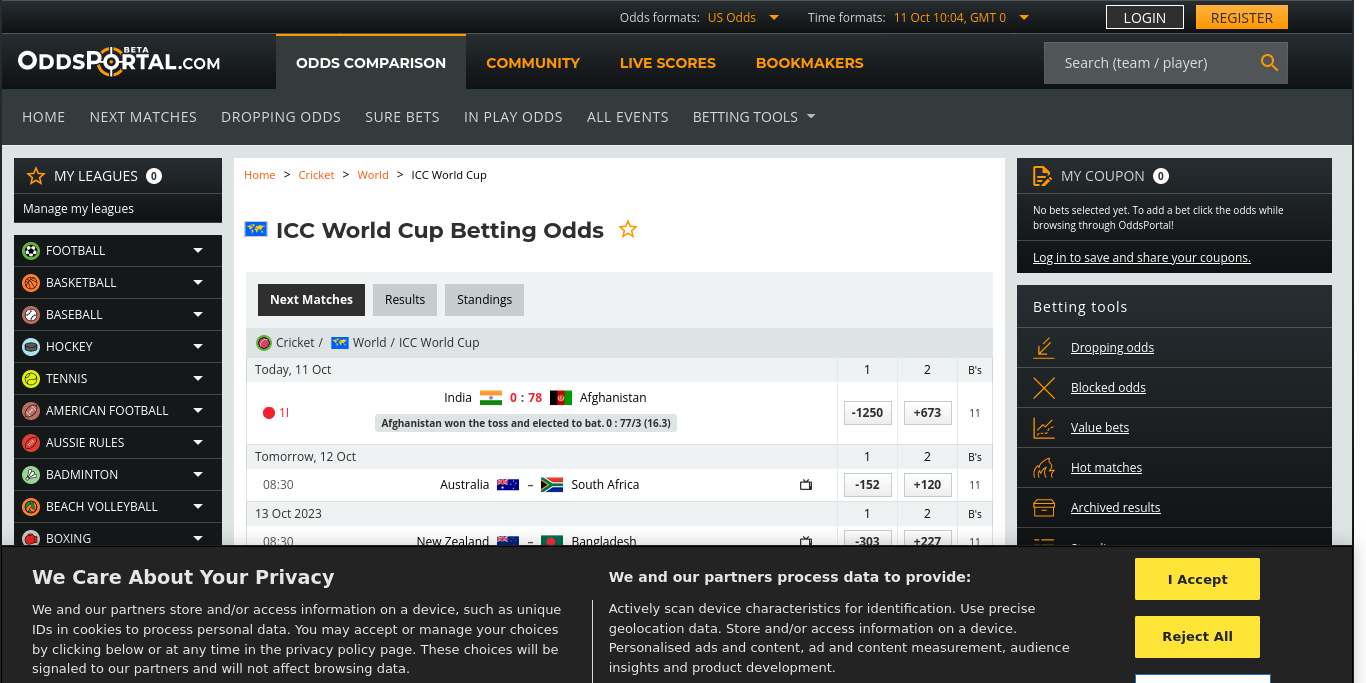 Odds formats: US Odds Time formats: 11 Oct 10:04, GMT 0 LOGIN REGISTER
BETA
ODDSPORTAL.COM ODDS COMPARISON COMMUNITY LIVE SCORES BOOKMAKERS Search (team / player)
HOME NEXT MATCHES DROPPING ODDS SURE BETS IN PLAY ODDS ALL EVENTS BETTING TOOLS
MY LEAGUES 0
Manage my leagues
FOOTBALL
BASKETBALL
BASEBALL
HOCKEY
TENNIS
AMERICAN FOOTBALL
AUSSIE RULES
BADMINTON
BEACH VOLLEYBALL
BOXING
Home > Cricket > World > ICC World Cup
ICC World Cup Betting Odds
Next Matches Results Standings
Cricket / World / ICC World Cup
Today, 11 Oct 1 2 B's
1I India 0 : 78 Afghanistan -1250 +673 11
Afghanistan won the toss and elected to bat. 0 : 77/3 (16.3)
Tomorrow, 12 Oct 1 2 B's
08:30 Australia – South Africa -152 +120 11
13 Oct 2023 1 2 B's
08:30 New Zealand – Bangladesh -303 +227 11
MY COUPON 0
No bets selected yet. To add a bet click the odds while
browsing through OddsPortal!
Log in to save and share your coupons.
Betting tools
Dropping odds
Blocked odds
Value bets
Hot matches
Archived results
We Care About Your Privacy
We and our partners store and/or access information on a device, such as unique
IDs in cookies to process personal data. You may accept or manage your choices
by clicking below or at any time in the privacy policy page. These choices will be
signaled to our partners and will not affect browsing data.
We and our partners process data to provide:
Actively scan device characteristics for identification. Use precise
geolocation data. Store and/or access information on a device.
Personalised ads and content, ad and content measurement, audience
insights and product development.
I Accept
Reject All